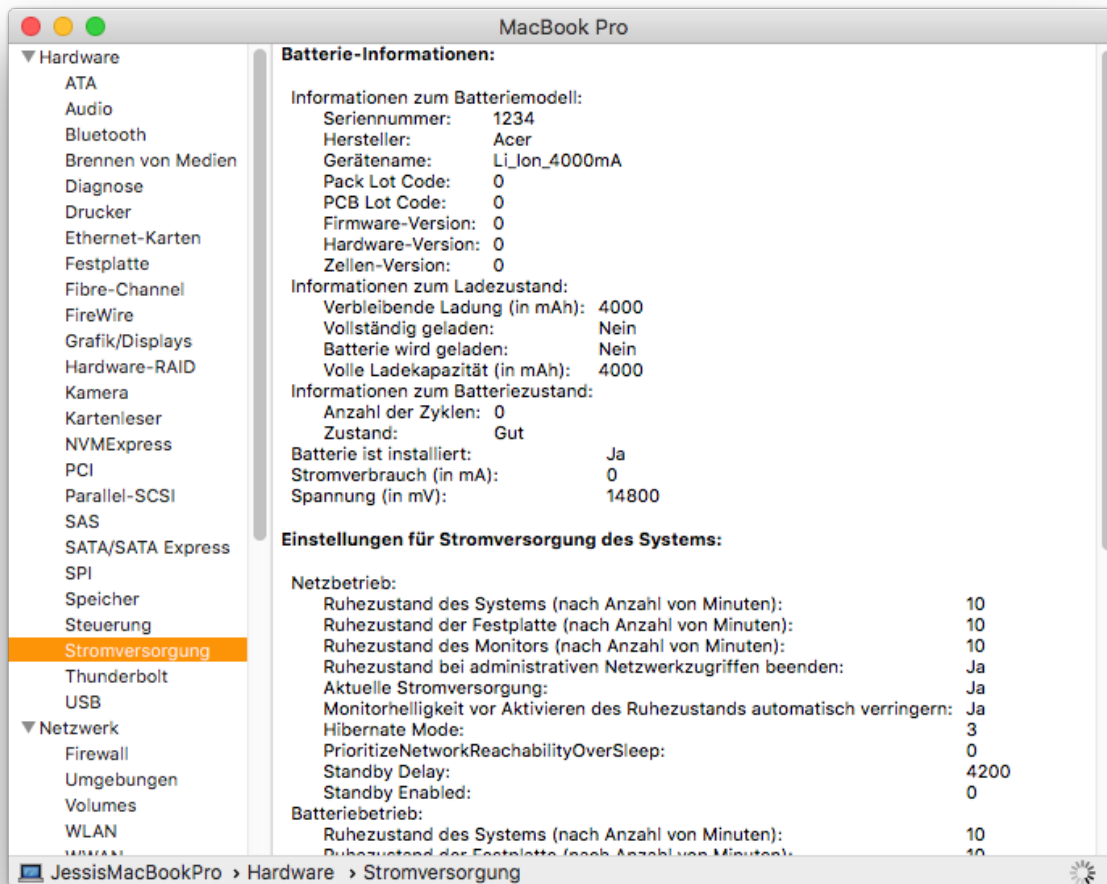 MacBook Pro
Hardware
ATA
Audio
Bluetooth
Brennen von Medien
Diagnose
Drucker
Ethernet-Karten
Festplatte
Fibre-Channel
FireWire
Grafik/Displays
Hardware-RAID
Kamera
Kartenleser
NVMExpress
PCI
Parallel-SCSI
SAS
SATA/SATA Express
SPI
Speicher
Steuerung
Stromversorgung
Thunderbolt
USB
Netzwerk
Firewall
Umgebungen
Volumes
WLAN
WWAN
Batterie-Informationen:
Informationen zum Batteriemodell:
Seriennummer: 1234
Hersteller: Acer
Gerätename: Li_Ion_4000mA
Pack Lot Code: 0
PCB Lot Code: 0
Firmware-Version: 0
Hardware-Version: 0
Zellen-Version: 0
Informationen zum Ladezustand:
Verbleibende Ladung (in mAh): 4000
Vollständig geladen: Nein
Batterie wird geladen: Nein
Volle Ladekapazität (in mAh): 4000
Informationen zum Batteriezustand:
Anzahl der Zyklen: 0
Zustand: Gut
Batterie ist installiert: Ja
Stromverbrauch (in mA): 0
Spannung (in mV): 14800
Einstellungen für Stromversorgung des Systems:
Netzbetrieb:
Ruhezustand des Systems (nach Anzahl von Minuten): 10
Ruhezustand der Festplatte (nach Anzahl von Minuten): 10
Ruhezustand des Monitors (nach Anzahl von Minuten): 10
Ruhezustand bei administrativen Netzwerkzugriffen beenden: Ja
Aktuelle Stromversorgung: Ja
Monitorhelligkeit vor Aktivieren des Ruhezustands automatisch verringern: Ja
Hibernate Mode: 3
PrioritizeNetworkReachabilityOverSleep: 0
Standby Delay: 4200
Standby Enabled: 0
Batteriebetrieb:
Ruhezustand des Systems (nach Anzahl von Minuten): 10
Ruhezustand der Festplatte (nach Anzahl von Minuten): 10
JessisMacBookPro › Hardware › Stromversorgung